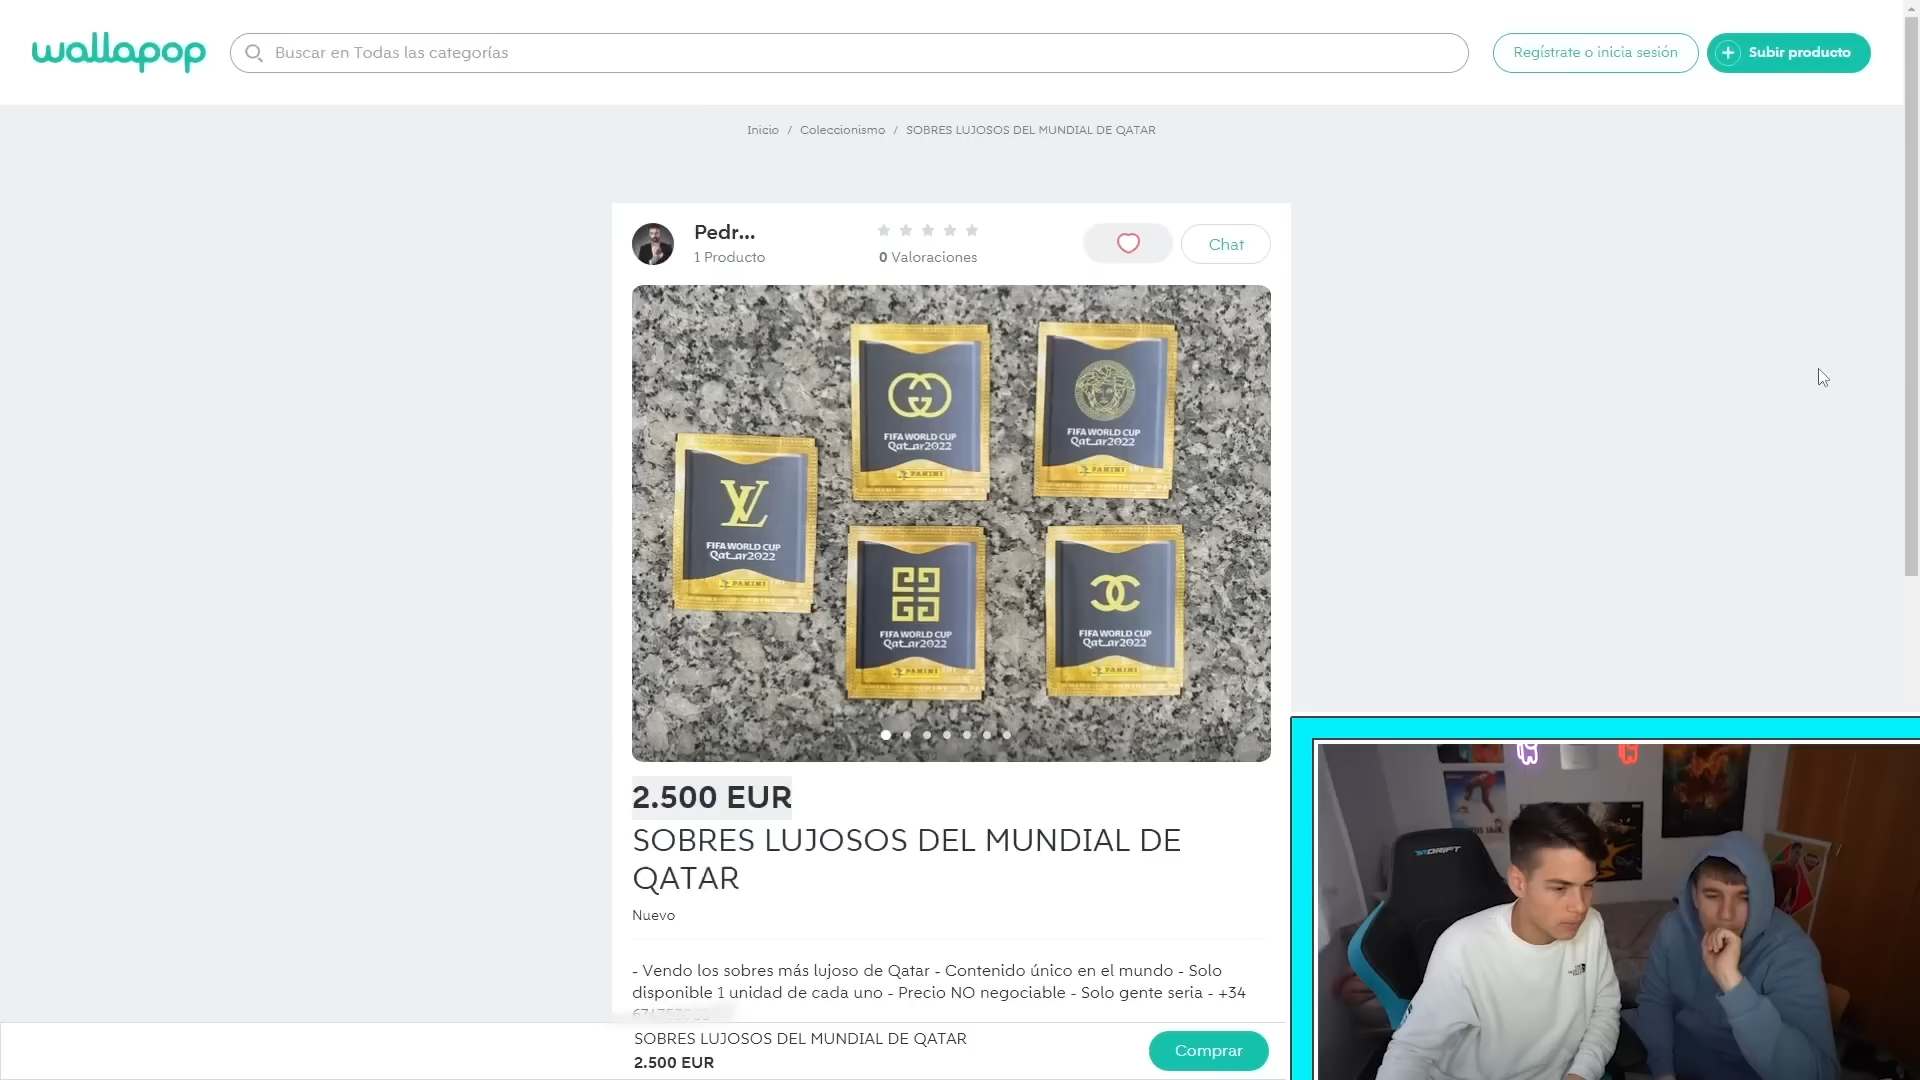 wallapop
Buscar en Todas las categorías
Regístrate o inicia sesión
Subir producto
Inicio / Coleccionismo / SOBRES LUJOSOS DEL MUNDIAL DE QATAR
Pedr...
1 Producto
0 Valoraciones
Chat
FIFA WORLD CUP
Qatar2022
PANINI
FIFA WORLD CUP
Qatar2022
PANINI
LV
FIFA WORLD CUP
Qatar2022
PANINI
FIFA WORLD CUP
Qatar2022
PANINI
FIFA WORLD CUP
Qatar2022
PANINI
2.500 EUR
SOBRES LUJOSOS DEL MUNDIAL DE
QATAR
Nuevo
- Vendo los sobres más lujoso de Qatar - Contenido único en el mundo - Solo
disponible 1 unidad de cada uno - Precio NO negociable - Solo gente seria - +34
SOBRES LUJOSOS DEL MUNDIAL DE QATAR
2.500 EUR
Comprar
DRIFT